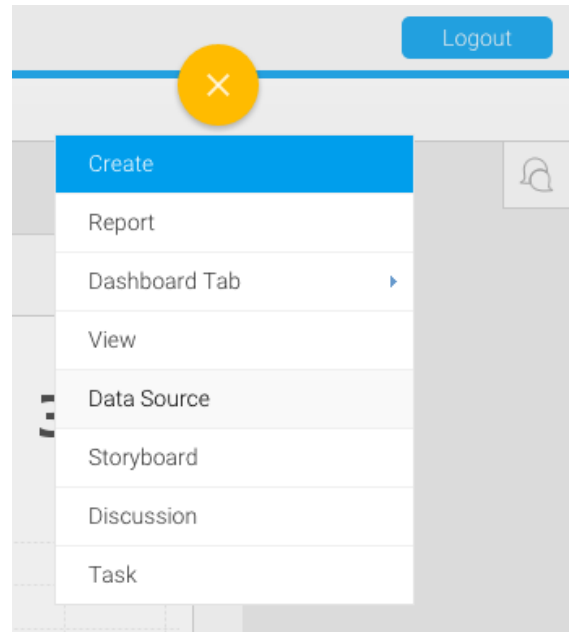 Logout
Create
Report
Dashboard Tab
View
Data Source
Storyboard
Discussion
Task